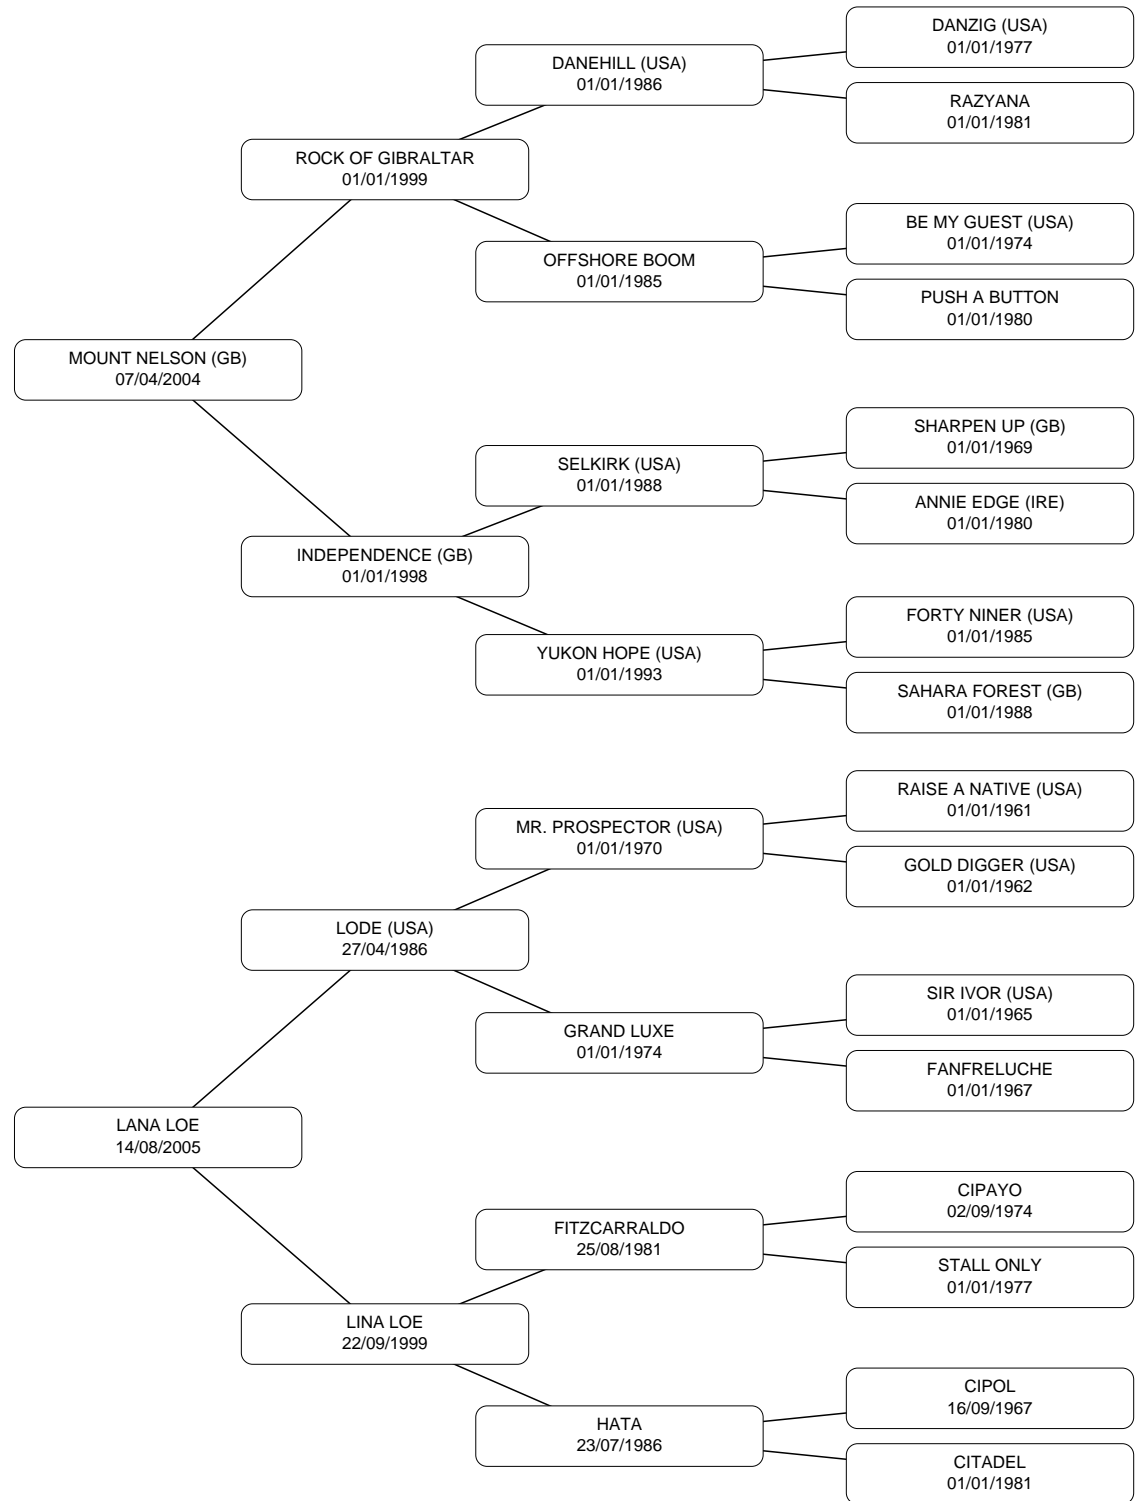 DANZIG (USA)
01/01/1977
DANEHILL (USA)
01/01/1986
RAZYANA
01/01/1981
ROCK OF GIBRALTAR
01/01/1999
BE MY GUEST (USA)
01/01/1974
OFFSHORE BOOM
01/01/1985
PUSH A BUTTON
01/01/1980
MOUNT NELSON (GB)
07/04/2004
SHARPEN UP (GB)
01/01/1969
SELKIRK (USA)
01/01/1988
ANNIE EDGE (IRE)
01/01/1980
INDEPENDENCE (GB)
01/01/1998
FORTY NINER (USA)
01/01/1985
YUKON HOPE (USA)
01/01/1993
SAHARA FOREST (GB)
01/01/1988
RAISE A NATIVE (USA)
01/01/1961
MR. PROSPECTOR (USA)
01/01/1970
GOLD DIGGER (USA)
01/01/1962
LODE (USA)
27/04/1986
SIR IVOR (USA)
01/01/1965
GRAND LUXE
01/01/1974
FANFRELUCHE
01/01/1967
LANA LOE
14/08/2005
CIPAYO
02/09/1974
FITZCARRALDO
25/08/1981
STALL ONLY
01/01/1977
LINA LOE
22/09/1999
CIPOL
16/09/1967
HATA
23/07/1986
CITADEL
01/01/1981